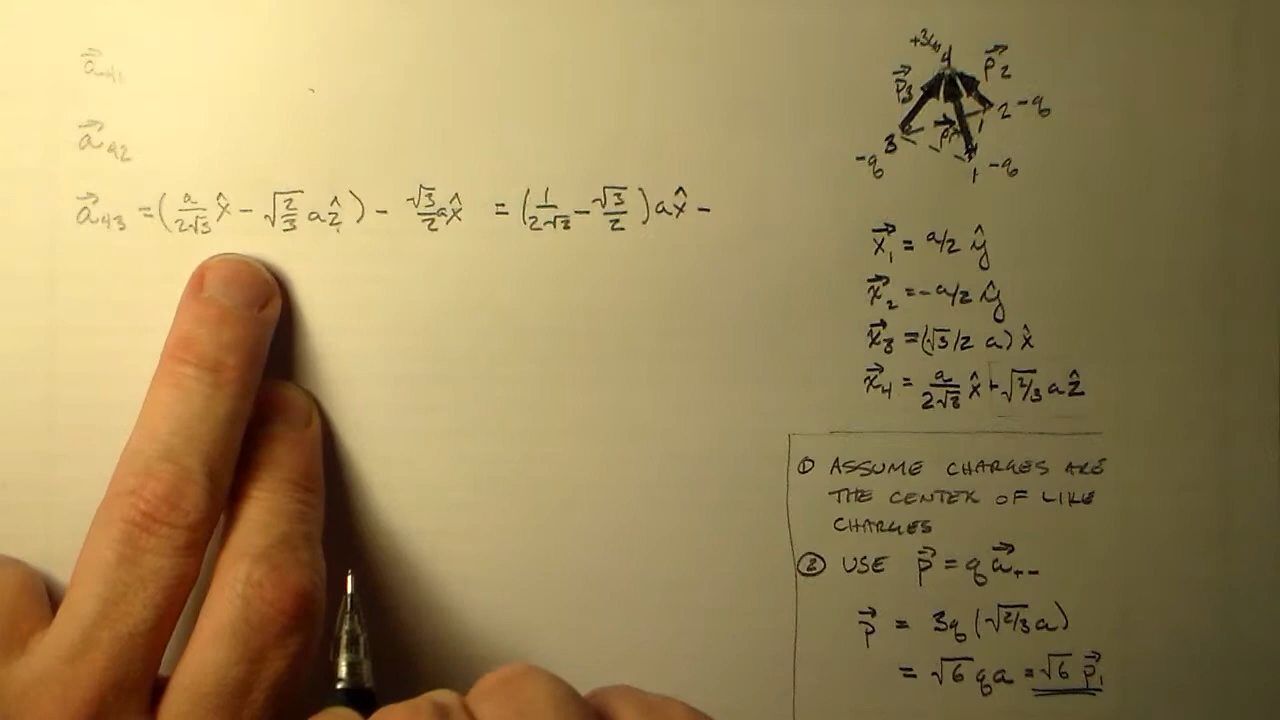 a⃗₄₁
a⃗₄₂
a⃗₄₃ = (a/2√3 x̂ - √2/3 a ẑ) - √3/2 a x̂ = (1/2√3 - √3/2) a x̂ -
4
p⃗₃ p⃗₂
3 2 -q
-q 1 -q
x⃗₁ = a/2 ŷ
x⃗₂ = -a/2 ŷ
x⃗₃ = (√3/2 a) x̂
x⃗₄ = a/2√3 x̂ + √2/3 a ẑ
① ASSUME CHARGES ARE
THE CENTER OF LIKE
CHARGES
② USE p⃗ = q a⃗₊₋
p⃗ = 3q (√2/3 a)
= √6 qa = √6 p⃗₁